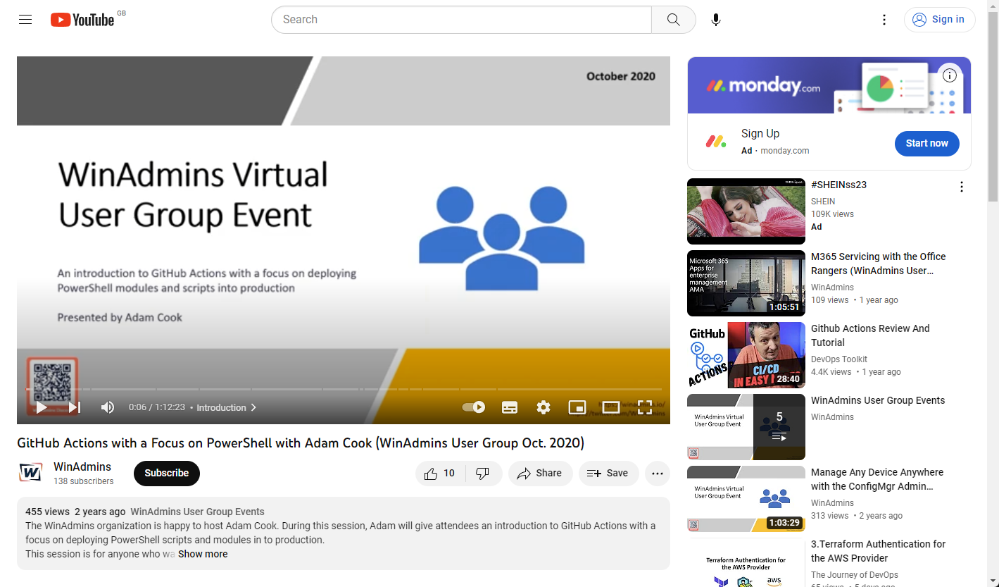 YouTube GB
Search
Sign in
October 2020
WinAdmins Virtual
User Group Event
An introduction to GitHub Actions with a focus on deploying
PowerShell modules and scripts into production
Presented by Adam Cook
0:06 / 1:12:23 • Introduction
GitHub Actions with a Focus on PowerShell with Adam Cook (WinAdmins User Group Oct. 2020)
WinAdmins
138 subscribers
Subscribe
10
Share
Save
455 views 2 years ago WinAdmins User Group Events
The WinAdmins organization is happy to host Adam Cook. During this session, Adam will give attendees an introduction to GitHub Actions with a
focus on deploying PowerShell scripts and modules in to production.
This session is for anyone who wa Show more
monday.com
Sign Up
Ad · monday.com
Start now
#SHEINss23
SHEIN
109K views
Ad
Microsoft 365
Apps for
enterprise
management
AMA
1:05:51
M365 Servicing with the Office
Rangers (WinAdmins User...
WinAdmins
109 views • 1 year ago
GitHub
ACTIONS
CI/CD
IN EASY
28:40
Github Actions Review And
Tutorial
DevOps Toolkit
4.4K views • 1 year ago
WinAdmins Virtual
User Group Event
5
WinAdmins User Group Events
WinAdmins
WinAdmins Virtual
User Group Event
1:03:29
Manage Any Device Anywhere
with the ConfigMgr Admin...
WinAdmins
313 views • 2 years ago
Terraform Authentication for
the AWS Provider
aws
3.Terraform Authentication for
the AWS Provider
The Journey of DevOps
65 views • 5 days ago